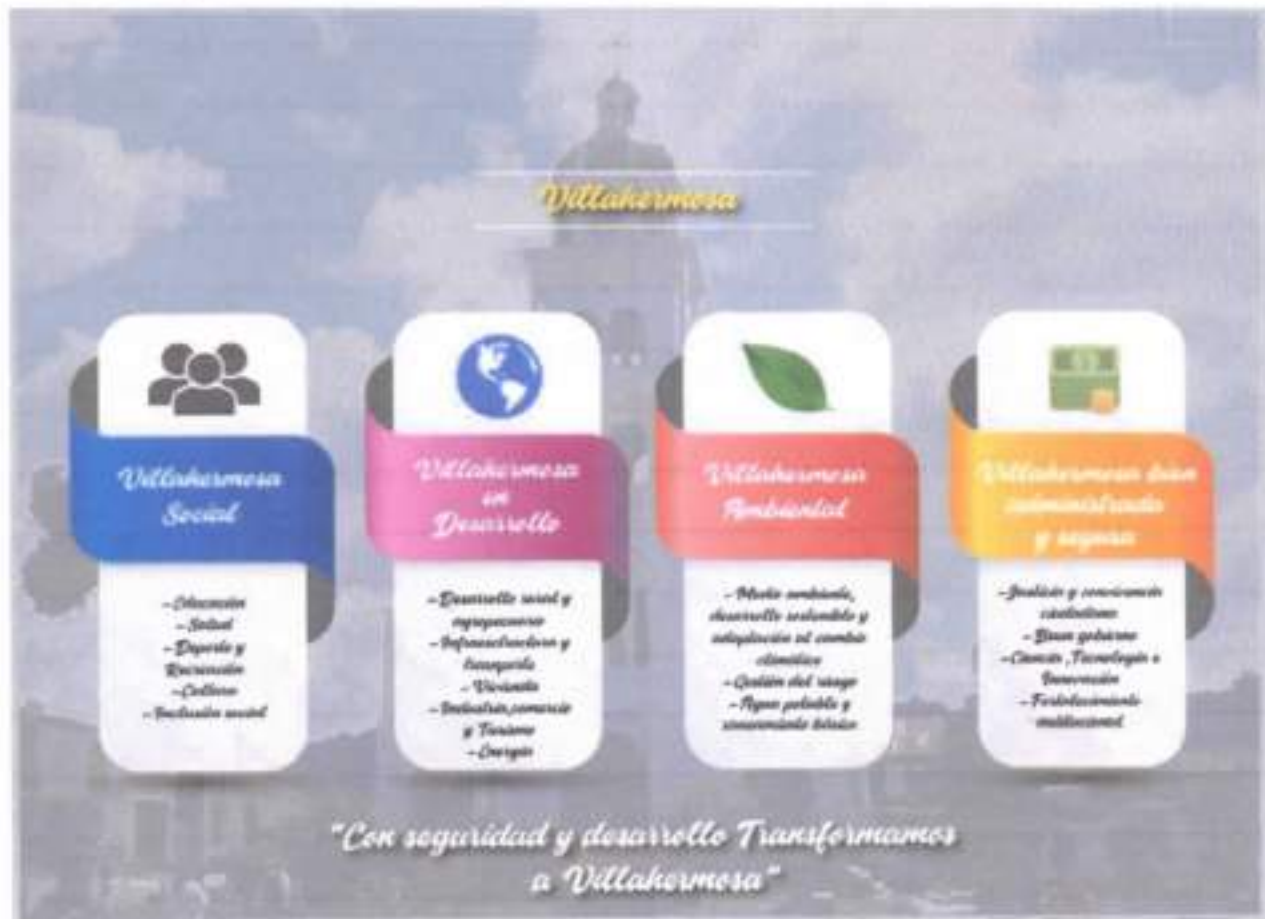 Villahermosa
Villahermosa
Social
-Educación
-Salud
-Deporte y
Recreación
-Cultura
-Inclusión social
Villahermosa
en
Desarrollo
-Desarrollo rural y
agropecuario
-Infraestructura y
transporte
- Vivienda
-Industria,comercio
y Turismo
-Energía
Villahermosa
Ambiental
-Medio ambiente,
desarrollo sostenible y
adaptación al cambio
climático
-Gestión del riesgo
-Agua potable y
saneamiento básico
Villahermosa bien
administrada
y segura
-Justicia y convivencia
ciudadana
-Buen gobierno
-Ciencia ,Tecnología e
Innovación
-Fortalecimiento
institucional
"Con seguridad y desarrollo Transformamos
a Villahermosa"